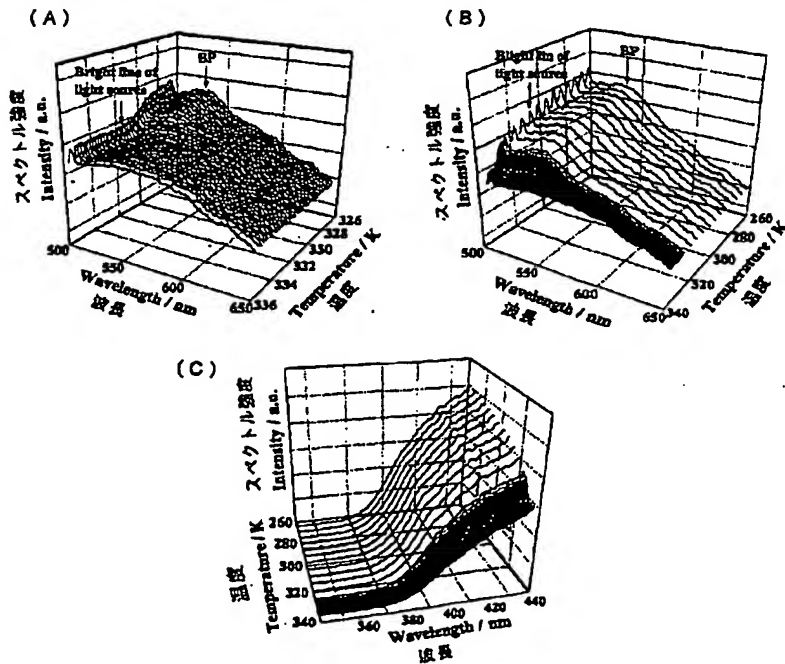 (A)
BP
Bright line of
light source
スペクトル強度
Intensity / a.u.
500
550
600
650
Wavelength / nm
波長
326
328
330
332
334
336
Temperature / K
温度
(B)
BP
Bright lin of
light source
スペクトル強度
Intensity / a.u.
500
550
600
650
Wavelength / nm
波長
260
280
300
320
340
Temperature / K
温度
(C)
スペクトル強度
Intensity / a.u.
260
280
300
320
340
温度
Temperature / K
360
380
400
420
440
Wavelength / nm
波長